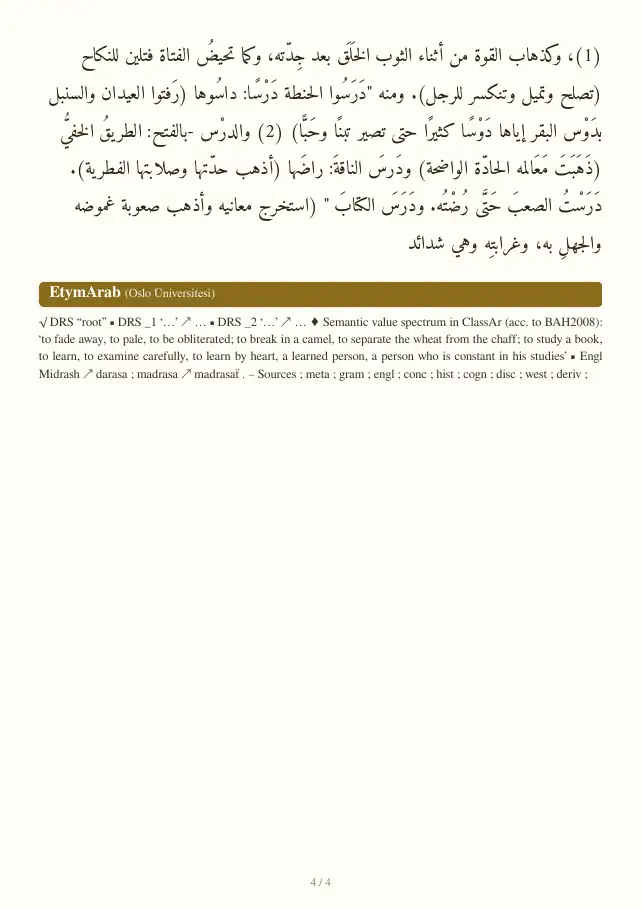 (1)، وكذهاب القوة من أثناء الثوب الخَلَق بعد جِدّته، وكما تحيضُ الفتاة فتلين للنكاح
(تصلح وتميل وتنكسر للرجل). ومنه "دَرَسُوا الحنطة دَرْسًا: داسُوها (رَفتوا العيدان والسنبل
بدَوْس البقر إياها دَوْسًا كثيرًا حتى تصير تبنًا وحَبًّا) (2) والدرْس -بالفتح: الطريقُ الخفيُّ
(ذَهَبَتَ مَعَالمه الحادّة الواضحة) ودَرسَ الناقةَ: راضَها (أذهب حدّتها وصلابتها الفطرية).
دَرَسْتُ الصعبَ حَتَّى رُضْتُه. ودَرَسَ الكتابَ " (استخرج معانيه وأذهب صعوبة غموضه
والجهلِ به، وغرابتِه وهي شدائد
EtymArab (Oslo Üniversitesi)
√ DRS “root” ▪ DRS _1 ‘…’ ↗ … ▪ DRS _2 ‘…’ ↗ … ♦ Semantic value spectrum in ClassAr (acc. to BAH2008):
‘to fade away, to pale, to be obliterated; to break in a camel, to separate the wheat from the chaff; to study a book,
to learn, to examine carefully, to learn by heart, a learned person, a person who is constant in his studies’ ▪ Engl
Midrash ↗ darasa ; madrasa ↗ madrasaẗ . – Sources ; meta ; gram ; engl ; conc ; hist ; cogn ; disc ; west ; deriv ;
4 / 4